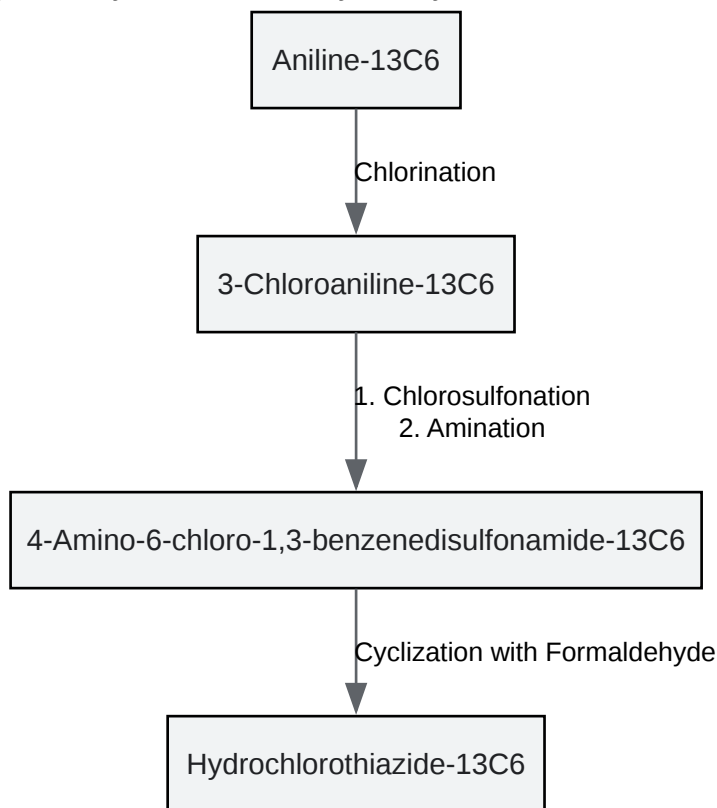 Aniline-13C6
Chlorination
3-Chloroaniline-13C6
1. Chlorosulfonation
2. Amination
4-Amino-6-chloro-1,3-benzenedisulfonamide-13C6
Cyclization with Formaldehyde
Hydrochlorothiazide-13C6